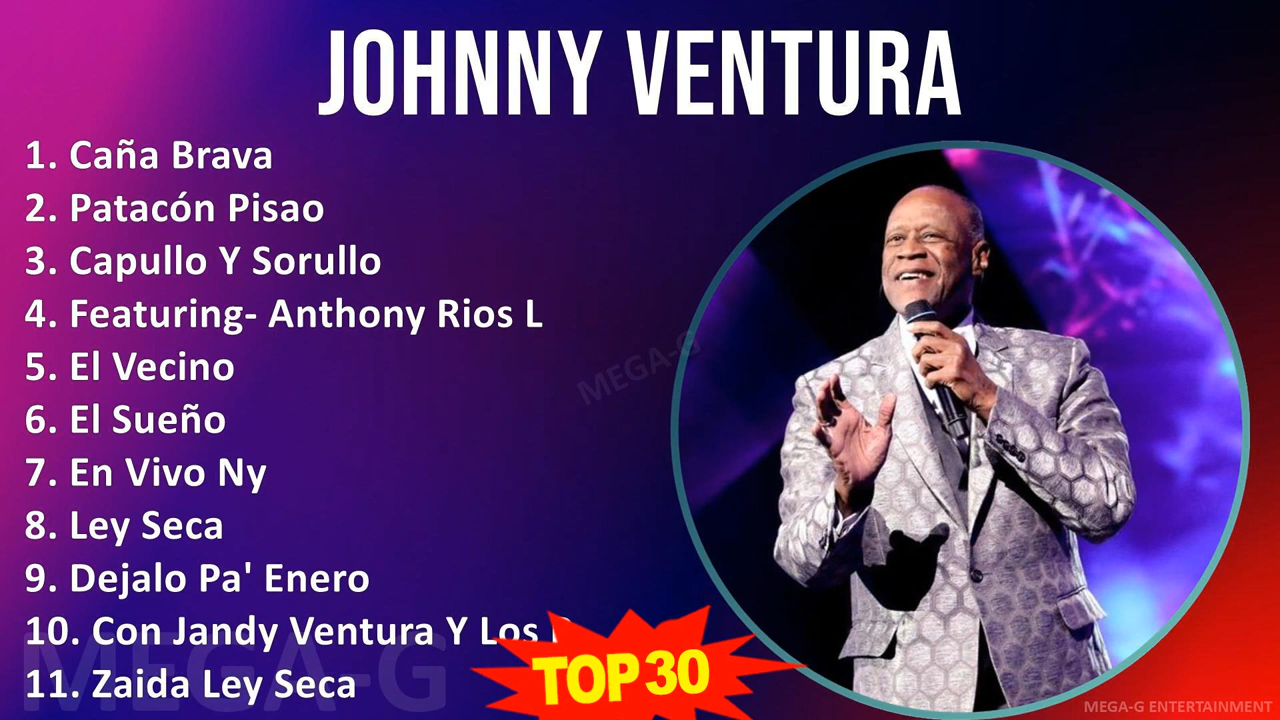 JOHNNY VENTURA
1. Caña Brava
2. Patacón Pisao
3. Capullo Y Sorullo
4. Featuring- Anthony Rios L
5. El Vecino
6. El Sueño
7. En Vivo Ny
8. Ley Seca
9. Dejalo Pa' Enero
10. Con Jandy Ventura Y Los
11. Zaida Ley Seca
TOP 30
MEGA-G
MEGA-G
MEGA-G ENTERTAINMENT